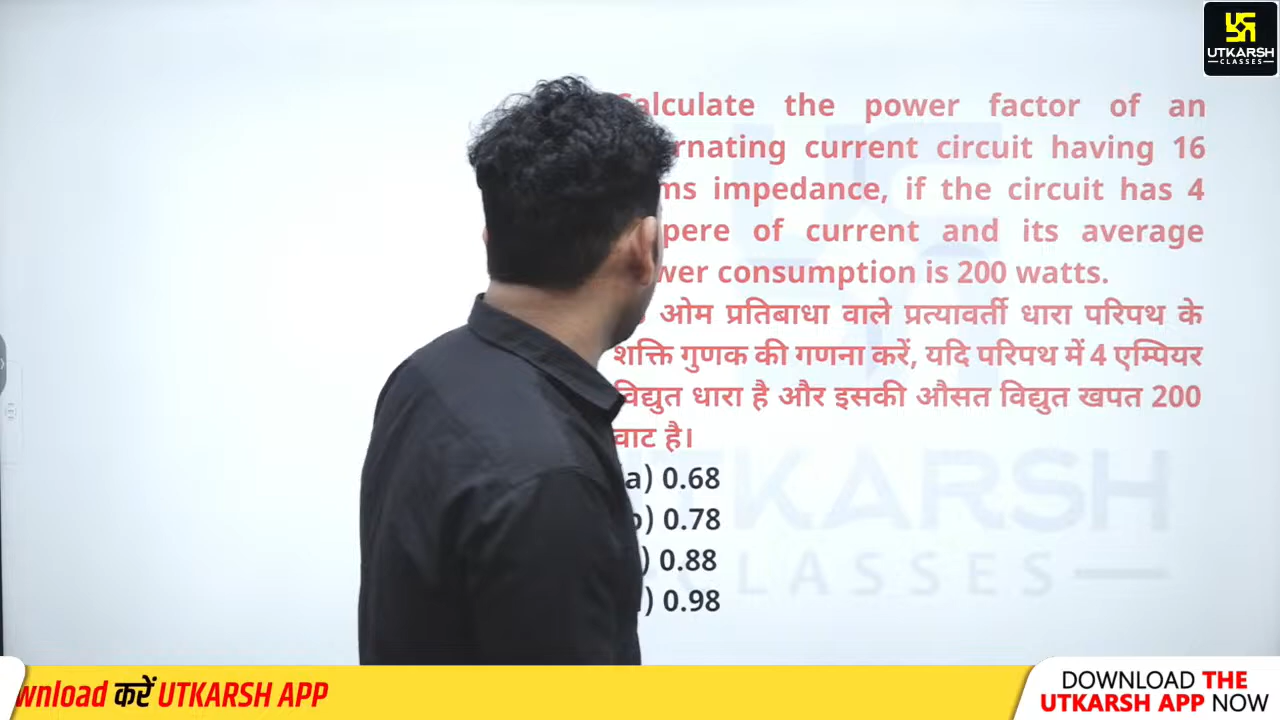 UTKARSH
CLASSES
Calculate the power factor of an
rnating current circuit having 16
ms impedance, if the circuit has 4
pere of current and its average
wer consumption is 200 watts.
ओम प्रतिबाधा वाले प्रत्यावर्ती धारा परिपथ के
शक्ति गुणक की गणना करें, यदि परिपथ में 4 एम्पियर
विद्युत धारा है और इसकी औसत विद्युत खपत 200
वाट है।
a) 0.68
) 0.78
) 0.88
) 0.98
UTKARSH
CLASSES
wnload करें UTKARSH APP
DOWNLOAD THE
UTKARSH APP NOW